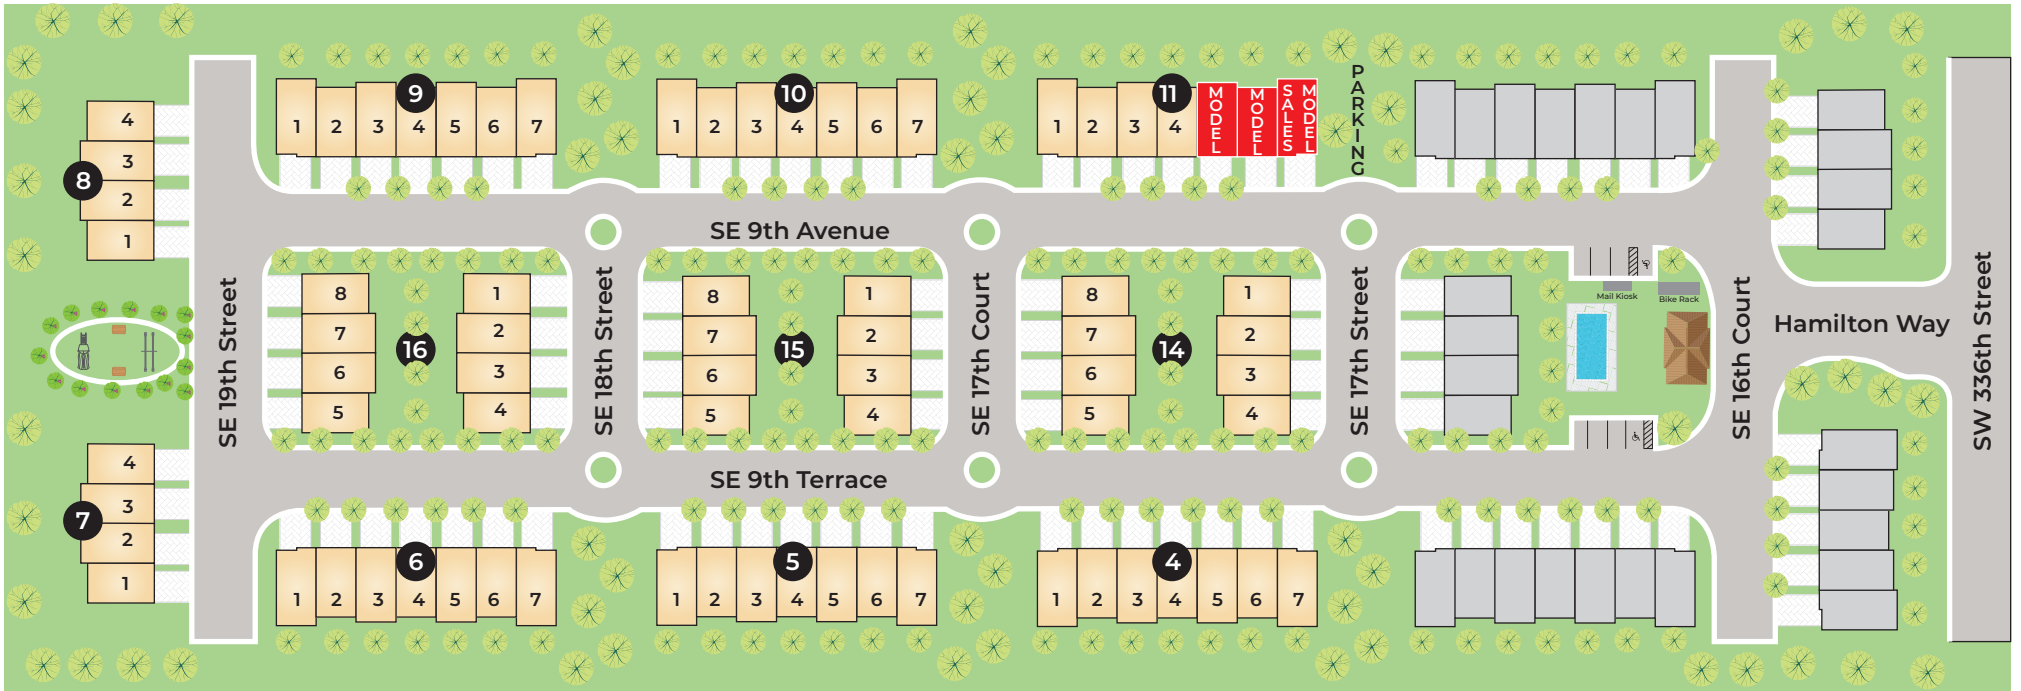 9
1 2 3 4 5 6 7
10
1 2 3 4 5 6 7
11
1 2 3 4
MODEL
MODEL
SALES
MODEL
PARKING
8
4
3
2
1
SE 9th Avenue
SE 19th Street
SE 18th Street
SE 17th Court
SE 17th Street
SE 16th Court
Hamilton Way
SW 336th Street
16
8
7
6
5
1
2
3
4
15
8
7
6
5
1
2
3
4
14
8
7
6
5
1
2
3
4
Mail Kiosk
Bike Rack
7
4
3
2
1
SE 9th Terrace
6
1 2 3 4 5 6 7
5
1 2 3 4 5 6 7
4
1 2 3 4 5 6 7